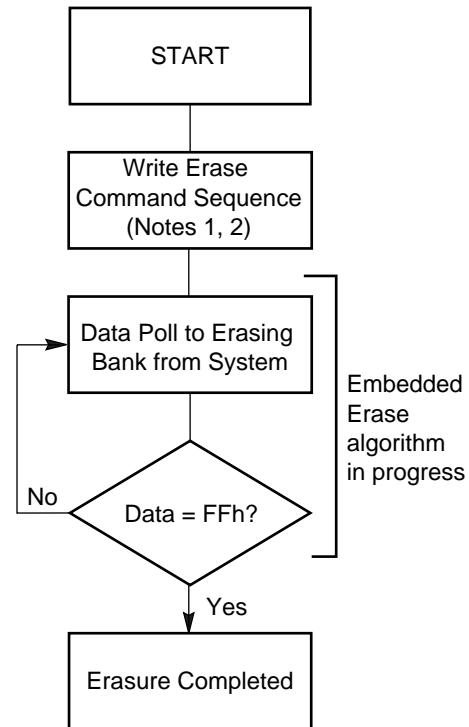 START
Write Erase
Command Sequence
(Notes 1, 2)
Data Poll to Erasing
Bank from System
Embedded
Erase
algorithm
in progress
No
Data = FFh?
Yes
Erasure Completed